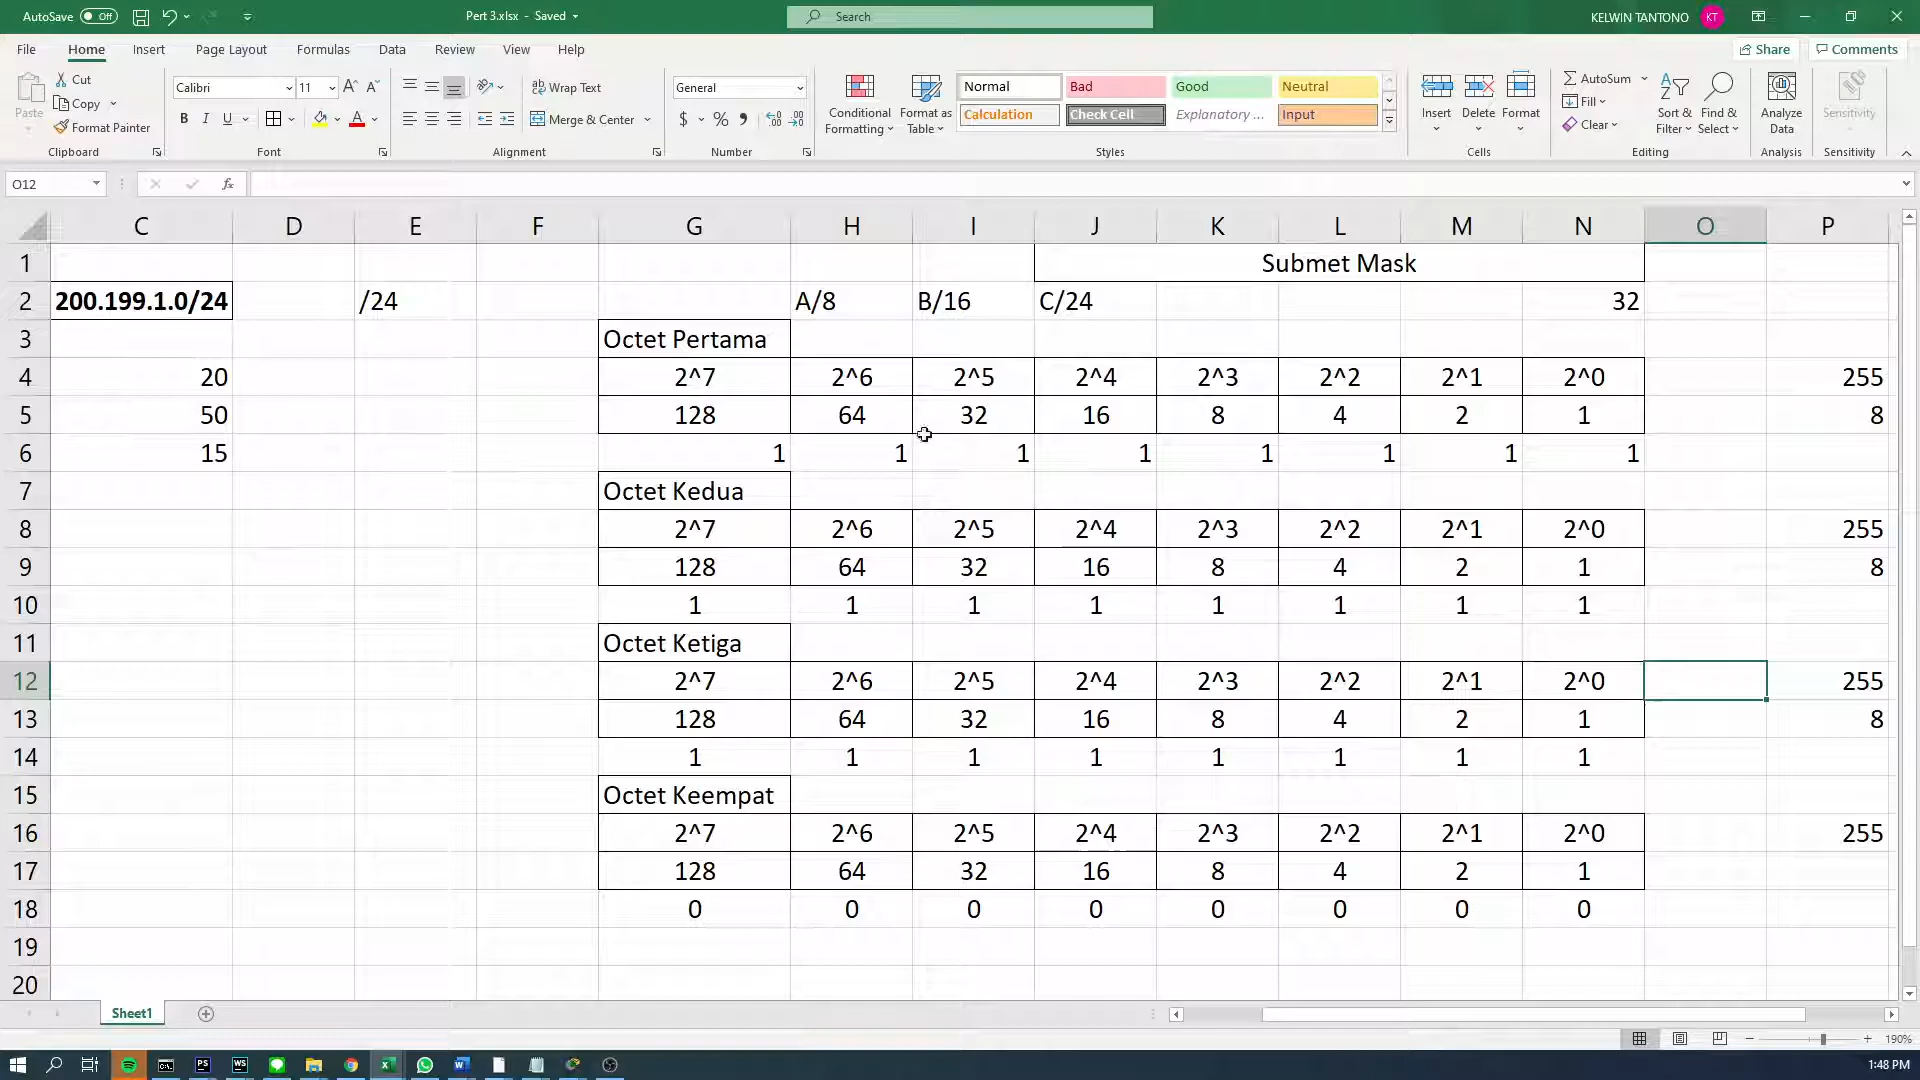 AutoSave Off Pert 3.xlsx - Saved Search KELWIN TANTONO KT
File Home Insert Page Layout Formulas Data Review View Help Share Comments
Paste Cut Copy Format Painter Clipboard
Calibri 11 A A B I U A Font
Wrap Text Merge & Center Alignment
General $ % Number
Conditional Formatting Format as Table
Normal Bad Good Neutral
Calculation Check Cell Explanatory ... Input
Styles
Insert Delete Format Cells
AutoSum Fill Clear Sort & Filter Find & Select Editing
Analyze Data Analysis
Sensitivity Sensitivity
O12 fx
C D E F G H I J K L M N O P
1 Submet Mask
2 200.199.1.0/24 /24 A/8 B/16 C/24 32
3 Octet Pertama
4 20 2^7 2^6 2^5 2^4 2^3 2^2 2^1 2^0 255
5 50 128 64 32 16 8 4 2 1 8
6 15 1 1 1 1 1 1 1 1
7 Octet Kedua
8 2^7 2^6 2^5 2^4 2^3 2^2 2^1 2^0 255
9 128 64 32 16 8 4 2 1 8
10 1 1 1 1 1 1 1 1
11 Octet Ketiga
12 2^7 2^6 2^5 2^4 2^3 2^2 2^1 2^0 255
13 128 64 32 16 8 4 2 1 8
14 1 1 1 1 1 1 1 1
15 Octet Keempat
16 2^7 2^6 2^5 2^4 2^3 2^2 2^1 2^0 255
17 128 64 32 16 8 4 2 1
18 0 0 0 0 0 0 0 0
19
20
Sheet1
190%
1:48 PM